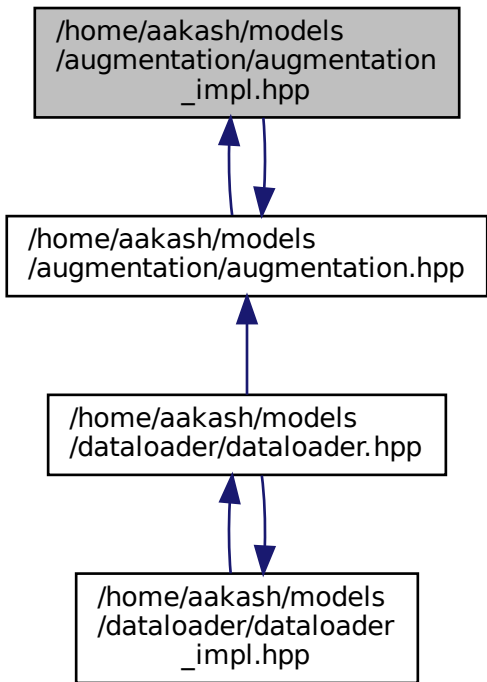 /home/aakash/models
/augmentation/augmentation
_impl.hpp
/home/aakash/models
/augmentation/augmentation.hpp
/home/aakash/models
/dataloader/dataloader.hpp
/home/aakash/models
/dataloader/dataloader
_impl.hpp